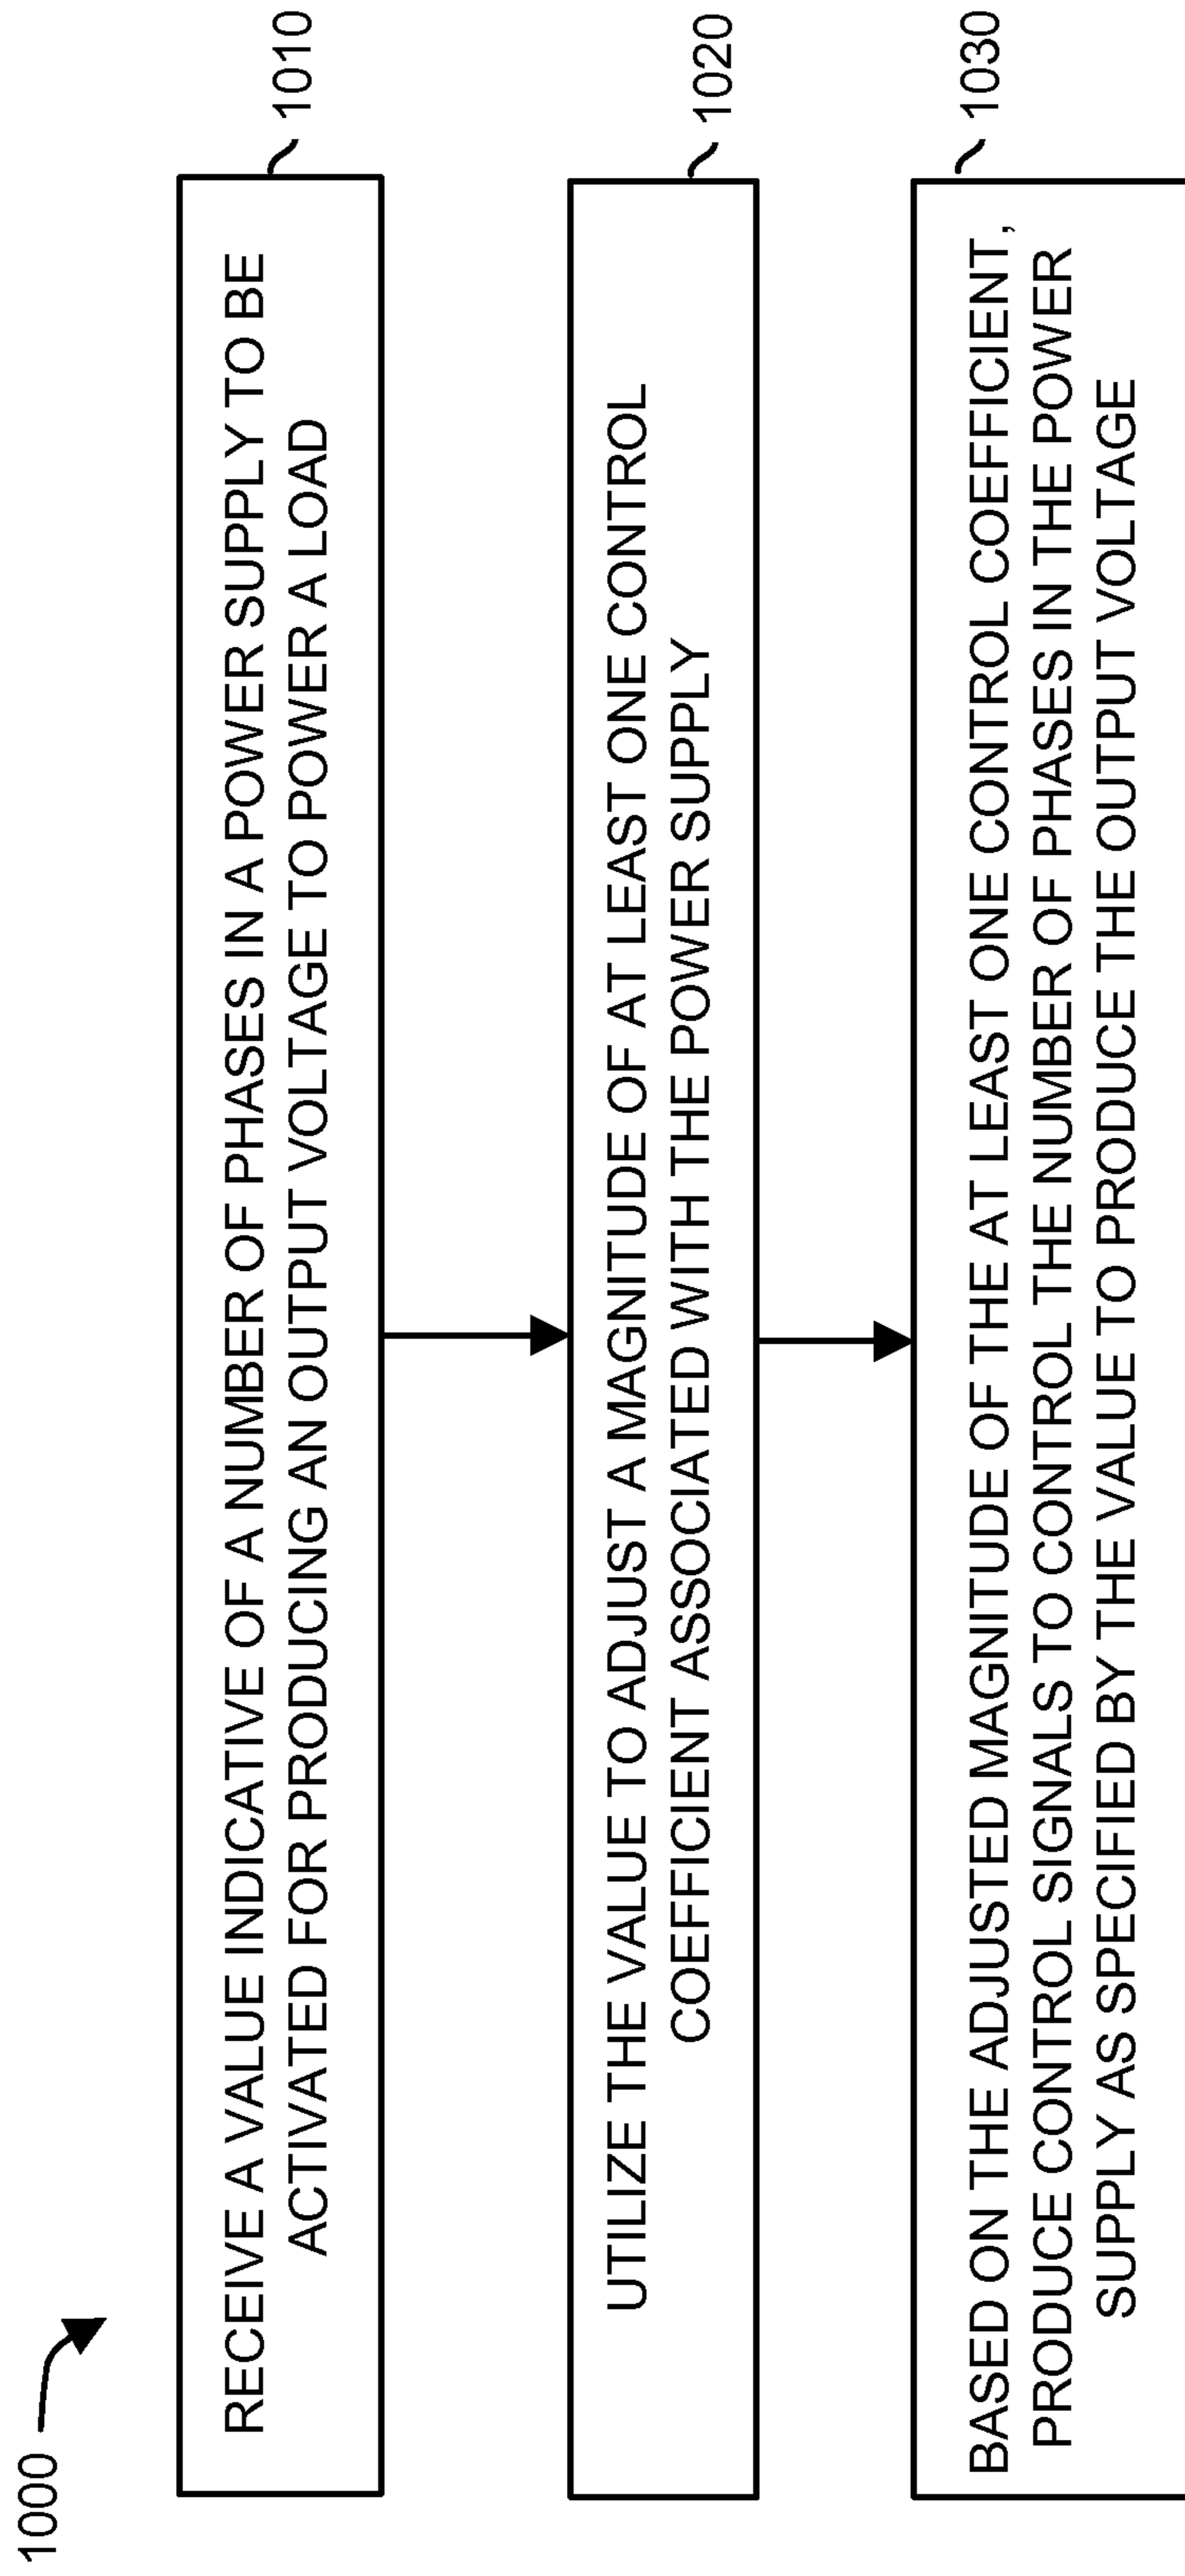 1000
RECEIVE A VALUE INDICATIVE OF A NUMBER OF PHASES IN A POWER SUPPLY TO BE
ACTIVATED FOR PRODUCING AN OUTPUT VOLTAGE TO POWER A LOAD
1010
UTILIZE THE VALUE TO ADJUST A MAGNITUDE OF AT LEAST ONE CONTROL
COEFFICIENT ASSOCIATED WITH THE POWER SUPPLY
1020
BASED ON THE ADJUSTED MAGNITUDE OF THE AT LEAST ONE CONTROL COEFFICIENT,
PRODUCE CONTROL SIGNALS TO CONTROL THE NUMBER OF PHASES IN THE POWER
SUPPLY AS SPECIFIED BY THE VALUE TO PRODUCE THE OUTPUT VOLTAGE
1030